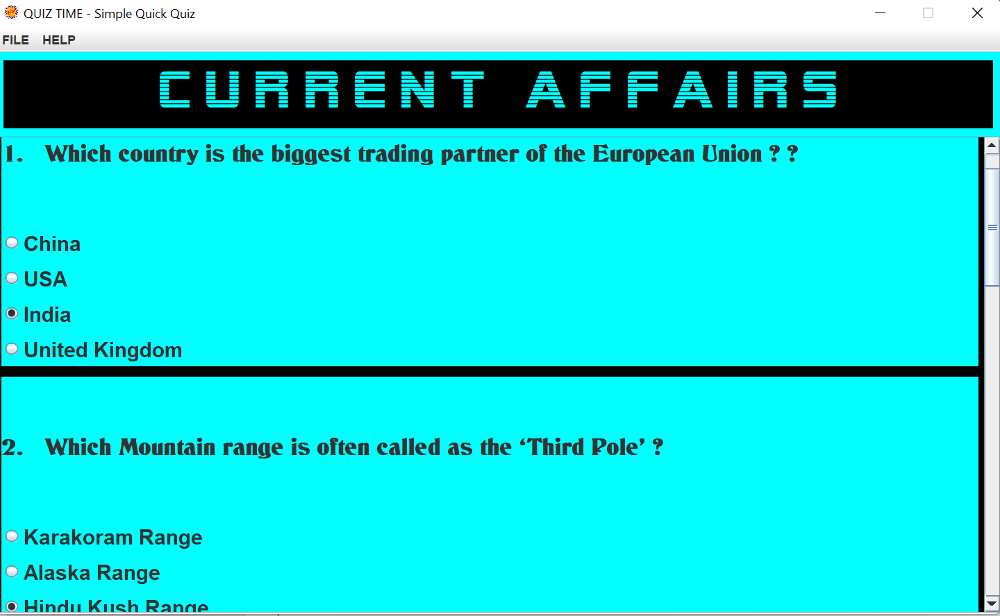 QUIZ TIME - Simple Quick Quiz
FILE HELP
CURRENT AFFAIRS
1. Which country is the biggest trading partner of the European Union ? ?
China
USA
India
United Kingdom
2. Which Mountain range is often called as the ‘Third Pole’ ?
Karakoram Range
Alaska Range
Hindu Kush Range